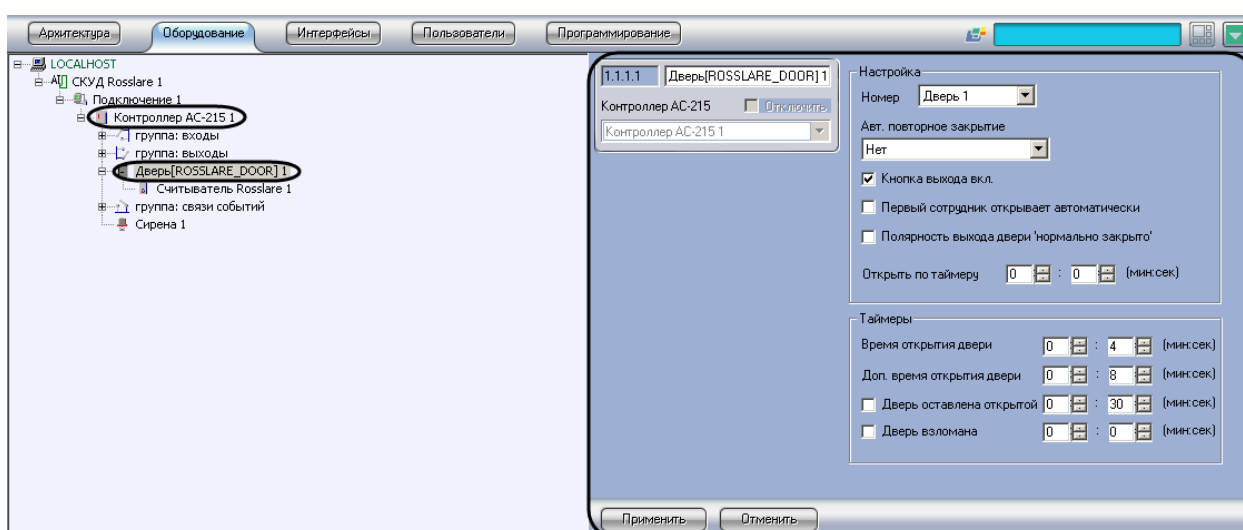 Архитектура Оборудование Интерфейсы Пользователи Программирование
LOCALHOST
СКУД Rosslare 1
Подключение 1
Контроллер AC-215 1
группа: входы
группа: выходы
Дверь[ROSSLARE_DOOR] 1
Считыватель Rosslare 1
группа: связи событий
Сирена 1
1.1.1.1 Дверь[ROSSLARE_DOOR] 1
Контроллер AC-215 Отключить
Контроллер AC-215 1
Настройка
Номер Дверь 1
Авт. повторное закрытие
Нет
Кнопка выхода вкл.
Первый сотрудник открывает автоматически
Полярность выхода двери 'нормально закрыто'
Открыть по таймеру 0 : 0 (мин:сек)
Таймеры
Время открытия двери 0 : 4 (мин:сек)
Доп. время открытия двери 0 : 8 (мин:сек)
Дверь оставлена открытой 0 : 30 (мин:сек)
Дверь взломана 0 : 0 (мин:сек)
Применить Отменить